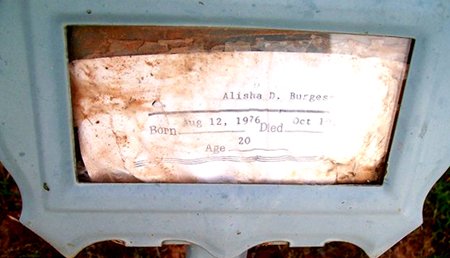 Alisha D. Burges
Born Aug 12, 1976 Died Oct 1
Age 20